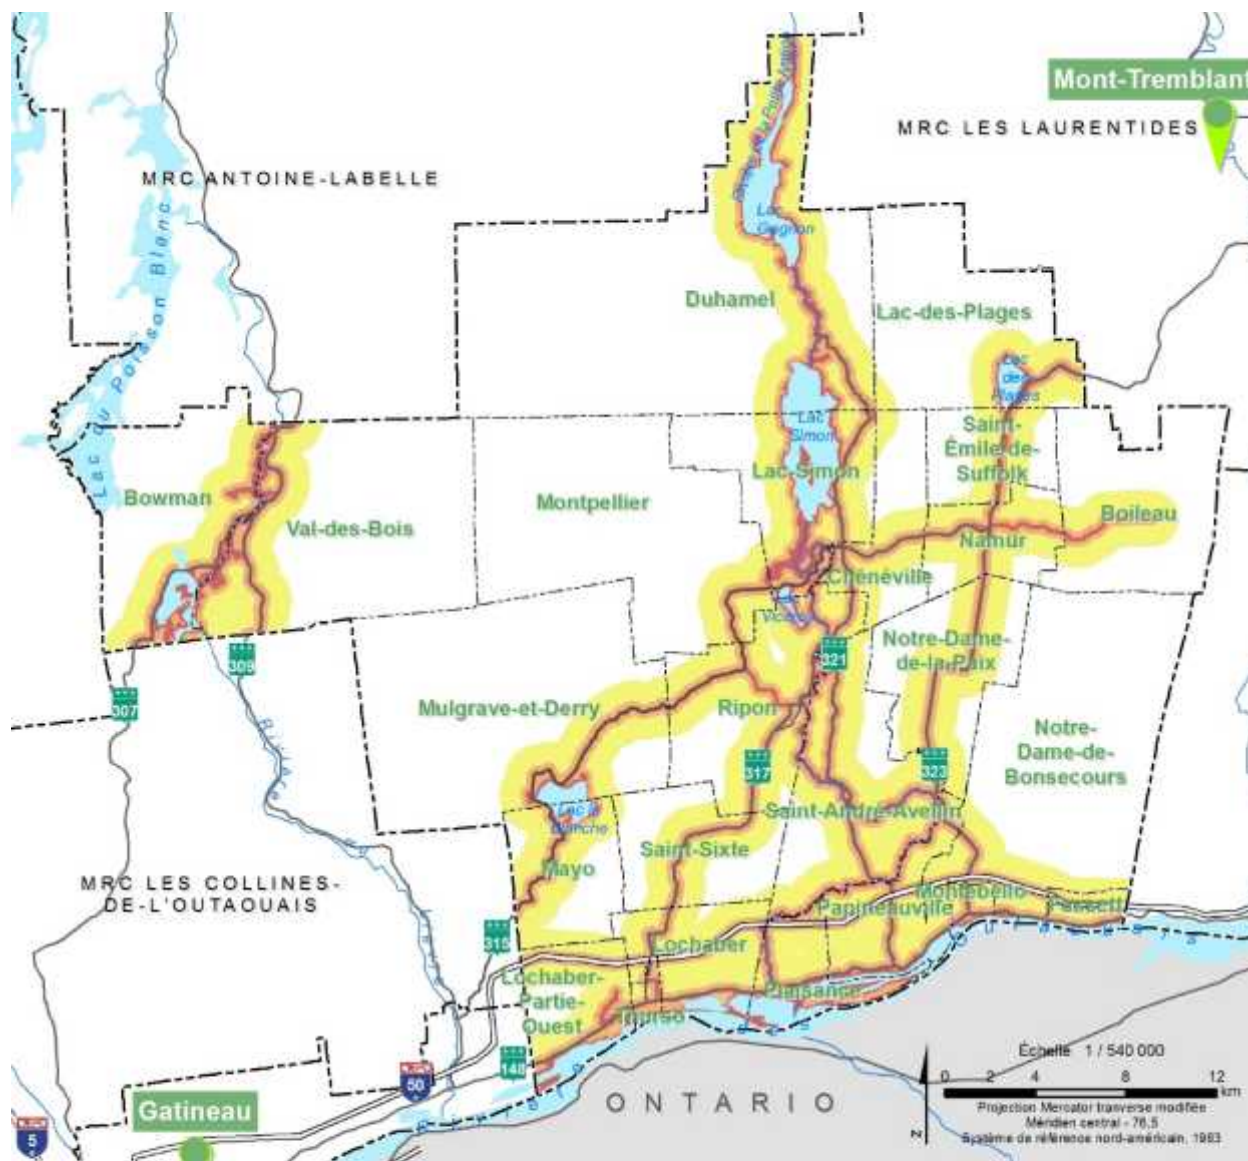 Mont-Tremblant
MRC LES LAURENTIDES
MRC ANTOINE-LABELLE
Lac du Poisson Blanc
Lac
Gagnon
Duhamel
Lac-des-Plages
Lac
des
Plages
Lac
Simon
Lac-Simon
Saint-
Émile-de-
Suffolk
Bowman
Val-des-Bois
Montpellier
Boileau
Namur
Chénéville
Notre-Dame-
de-la-Paix
321
309
307
Mulgrave-et-Derry
Ripon
Notre-
Dame-de-
Bonsecours
317
323
Saint-André-Avellin
Saint-Sixte
Mayo
MRC LES COLLINES-
DE-L'OUTAOUAIS
Montebello
Fassett
Papineauville
315
Lochaber
Lochaber-
Partie-
Ouest
Plaisance
Thurso
148
50
5
Gatineau
ONTARIO
Échelle 1 / 540 000
0 2 4 8 12
km
Projection Mercator tranverse modifiée
Méridien central - 76,5
Système de référence nord-américain, 1983
N